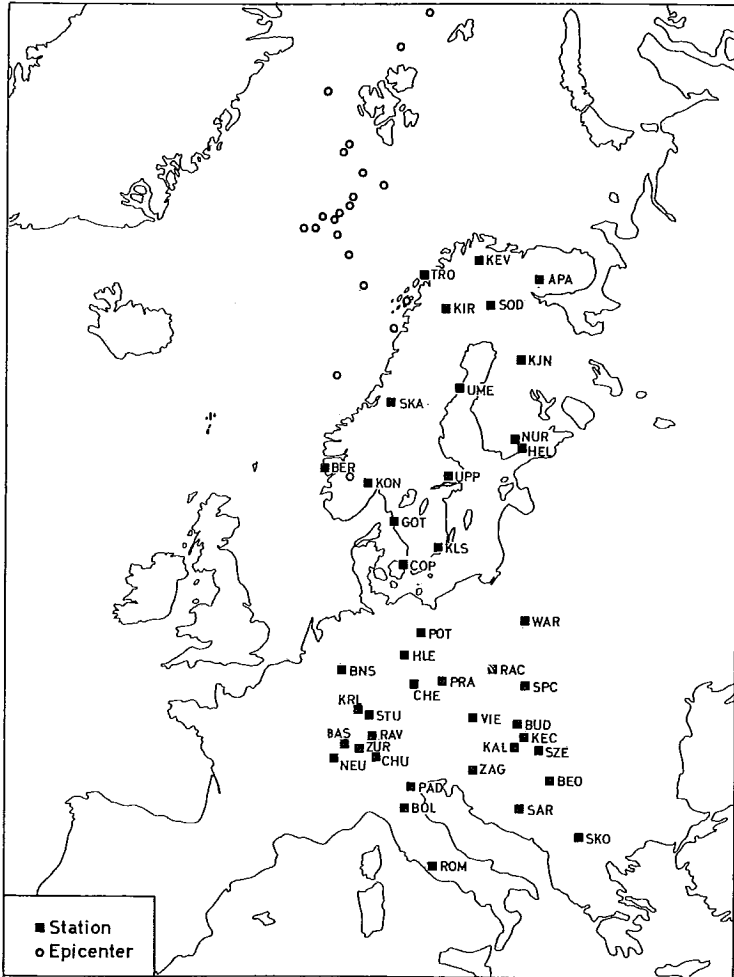 KEV
TRO
APA
KIR
SOD
KJN
UME
SKA
NUR
HEL
BER
UPP
KON
GOT
KLS
COP
WAR
POT
HLE
BNS
RAC
PRA
CHE
SPC
KRL
STU
VIE
BUD
RAV
KEC
BAS
ZUR
KAL
SZE
NEU
CHU
ZAG
BEO
PAD
BOL
SAR
SKO
ROM
Station
Epicenter